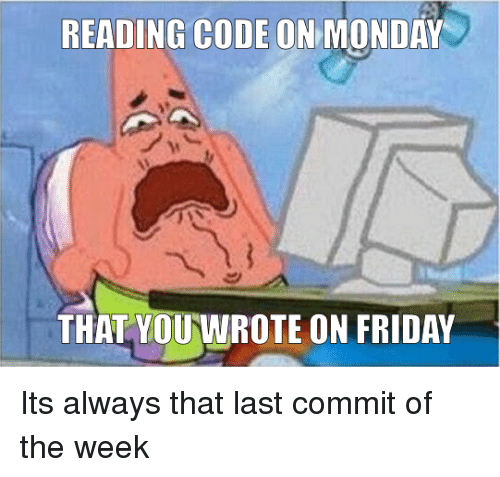 READING CODE ON MONDAY
THAT YOU WROTE ON FRIDAY
Its always that last commit of
the week